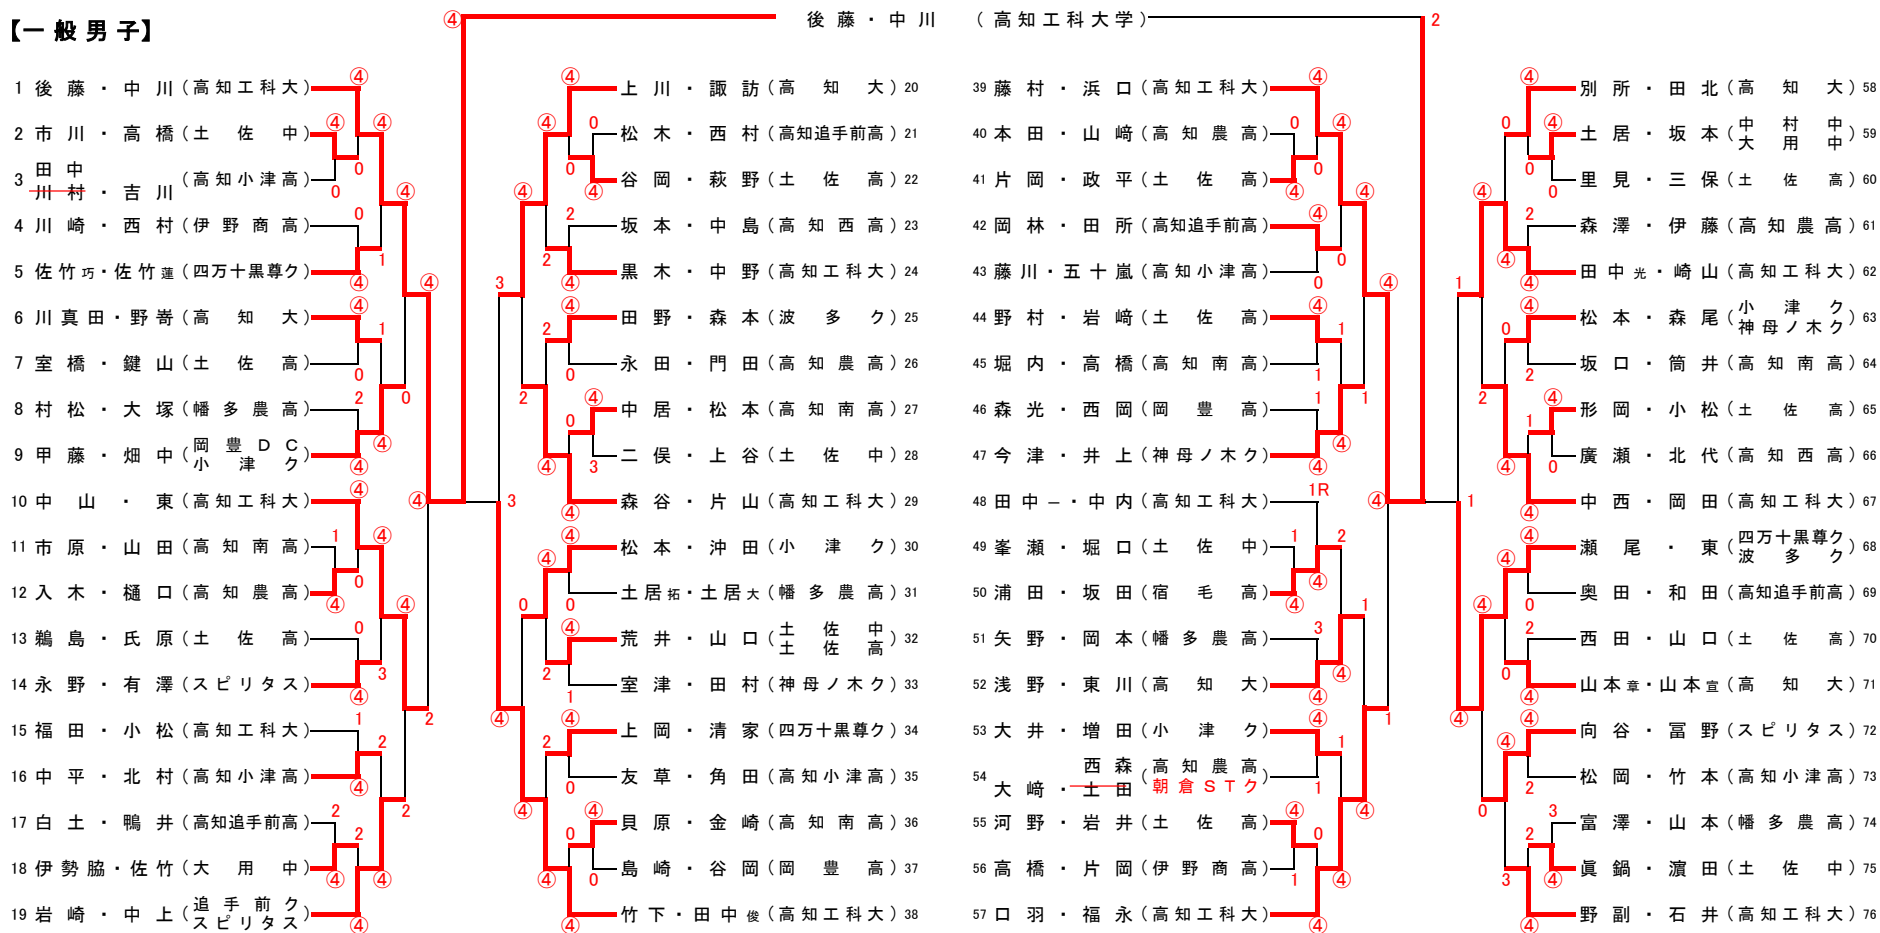 【一般男子】
後藤・中川 （高知工科大学）
1 後藤・中川（高知工科大）
2 市川・高橋（土佐中）
田中
3 川村・吉川（高知小津高）
4 川崎・西村（伊野商高）
5 佐竹巧・佐竹蓮（四万十黒尊ク）
6 川真田・野嵜（高知大）
7 室橋・鍵山（土佐高）
8 村松・大塚（幡多農高）
9 甲藤・畑中（岡豊DC
小津ク）
10 中山・東（高知工科大）
11 市原・山田（高知南高）
12 入木・樋口（高知農高）
13 鵜島・氏原（土佐高）
14 永野・有澤（スピリタス）
15 福田・小松（高知工科大）
16 中平・北村（高知小津高）
17 白土・鴨井（高知追手前高）
18 伊勢脇・佐竹（大用中）
19 岩崎・中上（追手前ク
スピリタス）
上川・諏訪（高知大）20
松木・西村（高知追手前高）21
谷岡・萩野（土佐高）22
坂本・中島（高知西高）23
黒木・中野（高知工科大）24
田野・森本（波多ク）25
永田・門田（高知農高）26
中居・松本（高知南高）27
二俣・上谷（土佐中）28
森谷・片山（高知工科大）29
松本・沖田（小津ク）30
土居拓・土居大（幡多農高）31
荒井・山口（土佐中
土佐高）32
室津・田村（神母ノ木ク）33
上岡・清家（四万十黒尊ク）34
友草・角田（高知小津高）35
貝原・金崎（高知南高）36
島崎・谷岡（岡豊高）37
竹下・田中俊（高知工科大）38
39 藤村・浜口（高知工科大）
40 本田・山﨑（高知農高）
41 片岡・政平（土佐高）
42 岡林・田所（高知追手前高）
43 藤川・五十嵐（高知小津高）
44 野村・岩﨑（土佐高）
45 堀内・高橋（高知南高）
46 森光・西岡（岡豊高）
47 今津・井上（神母ノ木ク）
48 田中一・中内（高知工科大）
1R
49 峯瀬・堀口（土佐中）
50 浦田・坂田（宿毛高）
51 矢野・岡本（幡多農高）
52 浅野・東川（高知大）
53 大井・増田（小津ク）
西森（高知農高）
54 大﨑・土田 朝倉STク
55 河野・岩井（土佐高）
56 高橋・片岡（伊野商高）
57 口羽・福永（高知工科大）
別所・田北（高知大）58
土居・坂本（中村中
大用中）59
里見・三保（土佐高）60
森澤・伊藤（高知農高）61
田中光・崎山（高知工科大）62
松本・森尾（小津ク
神母ノ木ク）63
坂口・筒井（高知南高）64
形岡・小松（土佐高）65
廣瀬・北代（高知西高）66
中西・岡田（高知工科大）67
瀬尾・東（四万十黒尊ク
波多ク）68
奥田・和田（高知追手前高）69
西田・山口（土佐高）70
山本章・山本宣（高知大）71
向谷・冨野（スピリタス）72
松岡・竹本（高知小津高）73
富澤・山本（幡多農高）74
眞鍋・濵田（土佐中）75
野副・石井（高知工科大）76